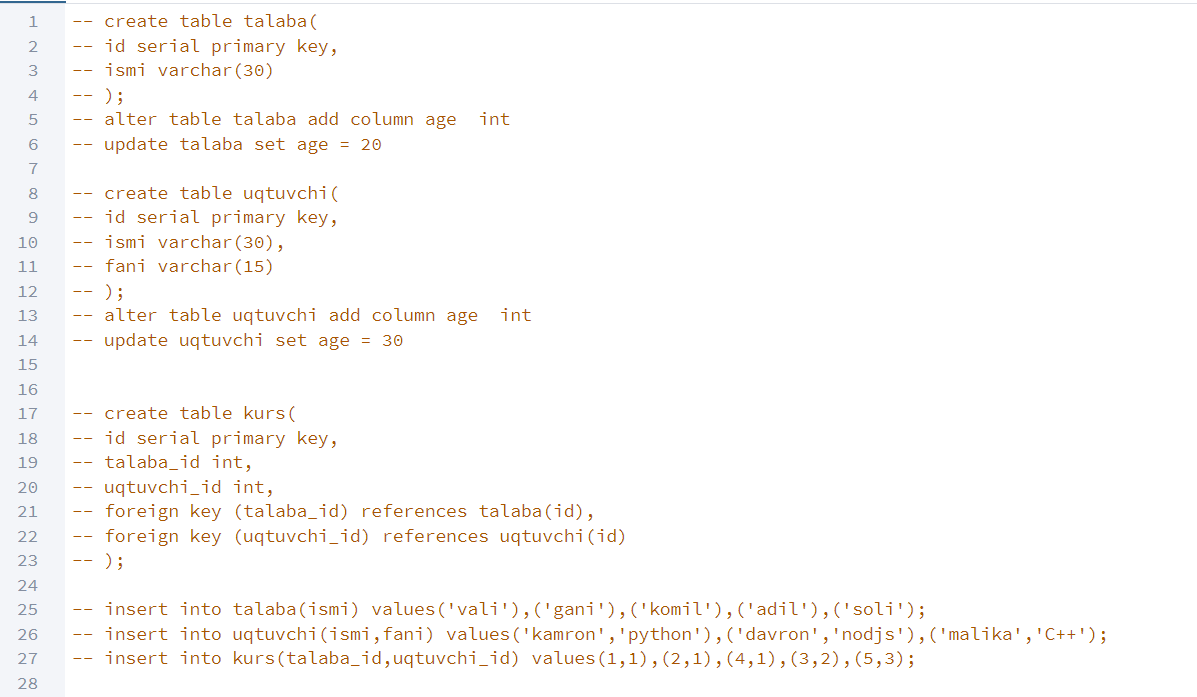 1 -- create table talaba(
2 -- id serial primary key,
3 -- ismi varchar(30)
4 -- );
5 -- alter table talaba add column age  int
6 -- update talaba set age = 20
7
8 -- create table uqtuvchi(
9 -- id serial primary key,
10 -- ismi varchar(30),
11 -- fani varchar(15)
12 -- );
13 -- alter table uqtuvchi add column age  int
14 -- update uqtuvchi set age = 30
15
16
17 -- create table kurs(
18 -- id serial primary key,
19 -- talaba_id int,
20 -- uqtuvchi_id int,
21 -- foreign key (talaba_id) references talaba(id),
22 -- foreign key (uqtuvchi_id) references uqtuvchi(id)
23 -- );
24
25 -- insert into talaba(ismi) values('vali'),('gani'),('komil'),('adil'),('soli');
26 -- insert into uqtuvchi(ismi,fani) values('kamron','python'),('davron','nodjs'),('malika','C++');
27 -- insert into kurs(talaba_id,uqtuvchi_id) values(1,1),(2,1),(4,1),(3,2),(5,3);
28